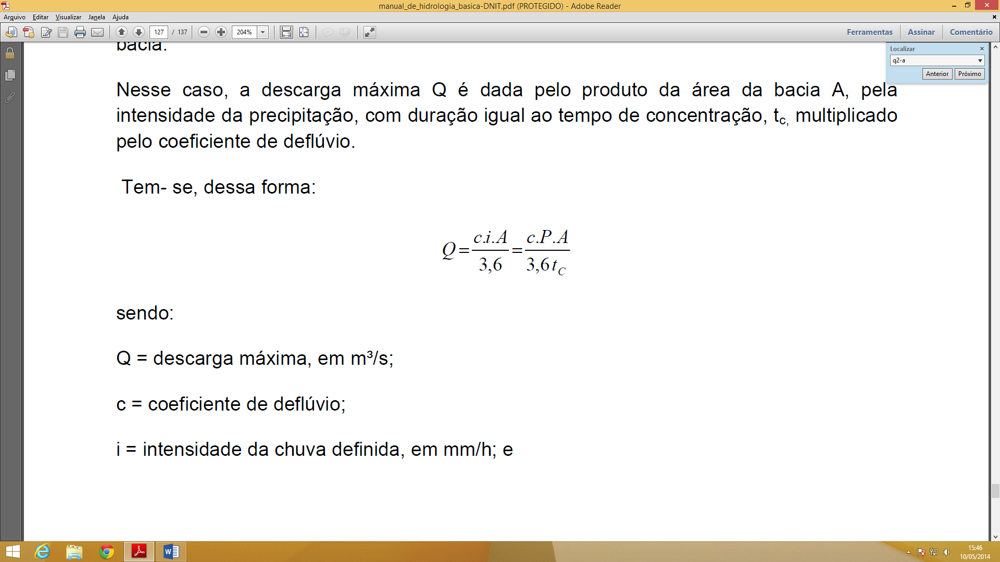 manual_de_hidrologia_basica-DNIT.pdf (PROTEGIDO) - Adobe Reader
Arquivo Editar Visualizar Janela Ajuda
127 / 137 204% Ferramentas Assinar Comentário
Localizar
q2-a
Anterior Próximo
bacia.
Nesse caso, a descarga máxima Q é dada pelo produto da área da bacia A, pela
intensidade da precipitação, com duração igual ao tempo de concentração, tc, multiplicado
pelo coeficiente de deflúvio.
Tem- se, dessa forma:
Q = c.i.A / 3,6 = c.P.A / 3,6 tC
sendo:
Q = descarga máxima, em m³/s;
c = coeficiente de deflúvio;
i = intensidade da chuva definida, em mm/h; e
15:46
10/05/2014